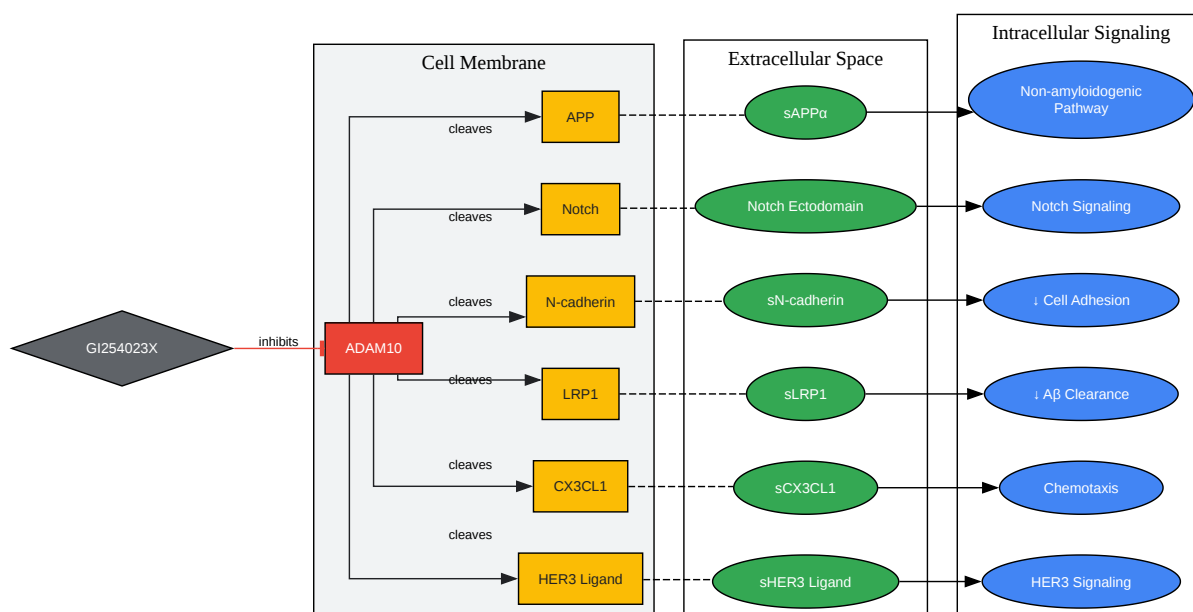 Cell Membrane
Extracellular Space
Intracellular Signaling
GI254023X
inhibits
ADAM10
cleaves
APP
sAPPα
Non-amyloidogenic
Pathway
cleaves
Notch
Notch Ectodomain
Notch Signaling
cleaves
N-cadherin
sN-cadherin
↓ Cell Adhesion
cleaves
LRP1
sLRP1
↓ Aβ Clearance
cleaves
CX3CL1
sCX3CL1
Chemotaxis
cleaves
HER3 Ligand
sHER3 Ligand
HER3 Signaling